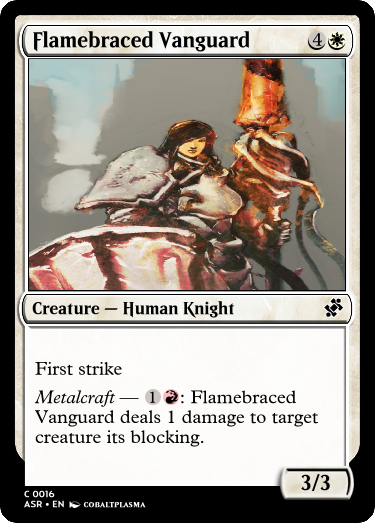 Flamebraced Vanguard 4
Creature — Human Knight
First strike
Metalcraft — 1 : Flamebraced
Vanguard deals 1 damage to target
creature its blocking.
3/3
C 0016
ASR • EN COBALTPLASMA